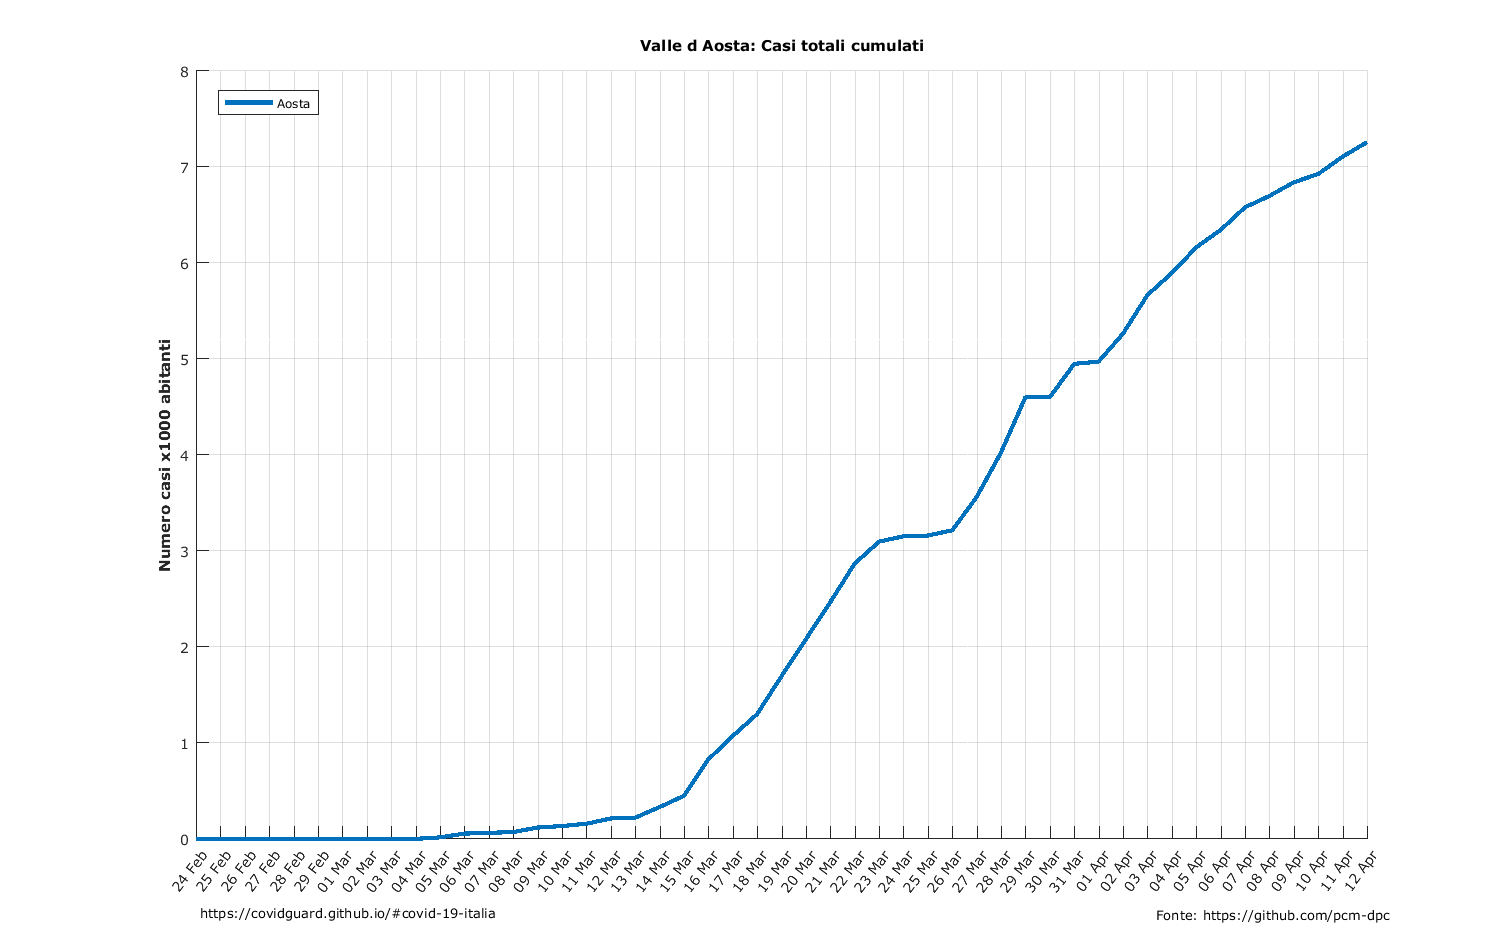 Valle d Aosta: Casi totali cumulati
8
Aosta
7
6
5
4
3
2
1
0
Numero casi x1000 abitanti
24 Feb
25 Feb
26 Feb
27 Feb
28 Feb
29 Feb
01 Mar
02 Mar
03 Mar
04 Mar
05 Mar
06 Mar
07 Mar
08 Mar
09 Mar
10 Mar
11 Mar
12 Mar
13 Mar
14 Mar
15 Mar
16 Mar
17 Mar
18 Mar
19 Mar
20 Mar
21 Mar
22 Mar
23 Mar
24 Mar
25 Mar
26 Mar
27 Mar
28 Mar
29 Mar
30 Mar
31 Mar
01 Apr
02 Apr
03 Apr
04 Apr
05 Apr
06 Apr
07 Apr
08 Apr
09 Apr
10 Apr
11 Apr
12 Apr
https://covidguard.github.io/#covid-19-italia
Fonte: https://github.com/pcm-dpc